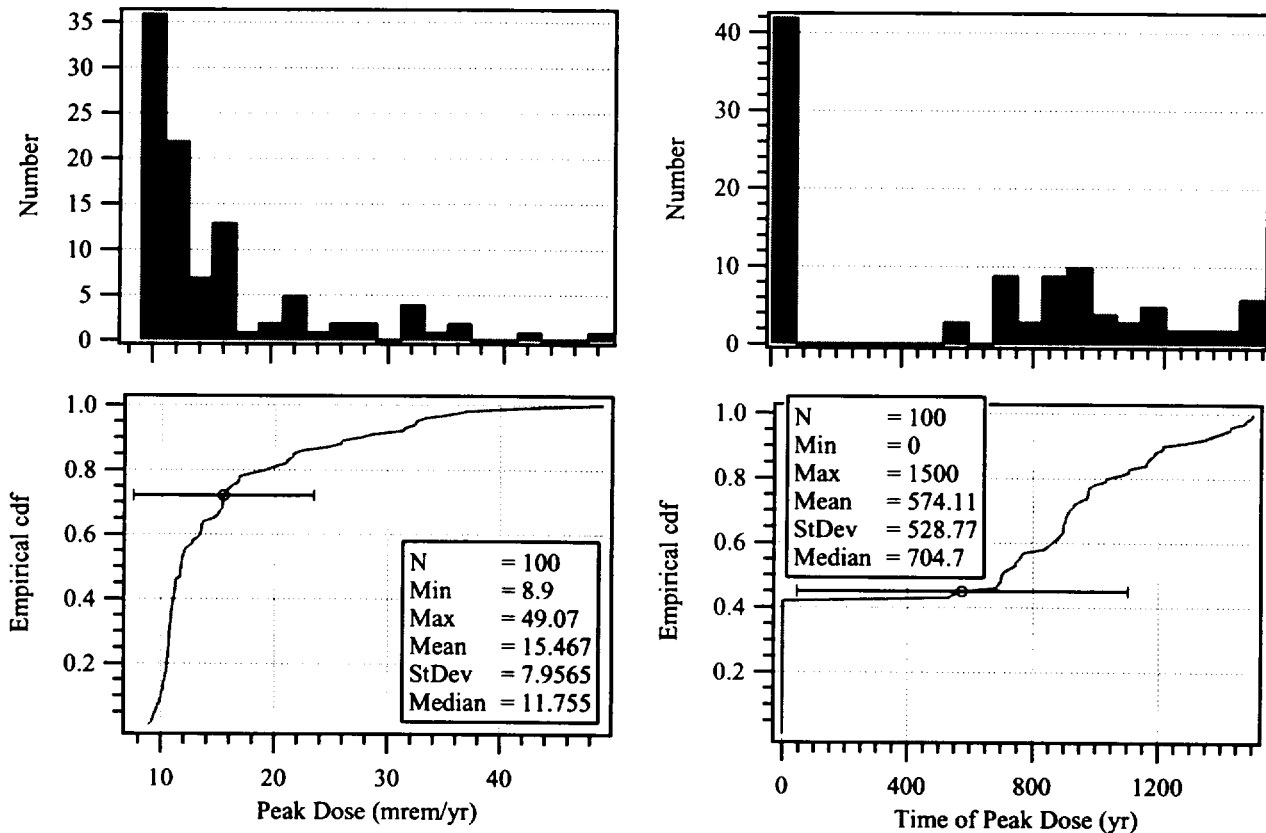 35
30
25
20
15
10
5
0
Number
40
30
20
10
0
Number
1.0
0.8
0.6
0.4
0.2
Empirical cdf
N = 100
Min = 8.9
Max = 49.07
Mean = 15.467
StDev = 7.9565
Median = 11.755
10 20 30 40
Peak Dose (mrem/yr)
1.0
0.8
0.6
0.4
0.2
Empirical cdf
N = 100
Min = 0
Max = 1500
Mean = 574.11
StDev = 528.77
Median = 704.7
0 400 800 1200
Time of Peak Dose (yr)